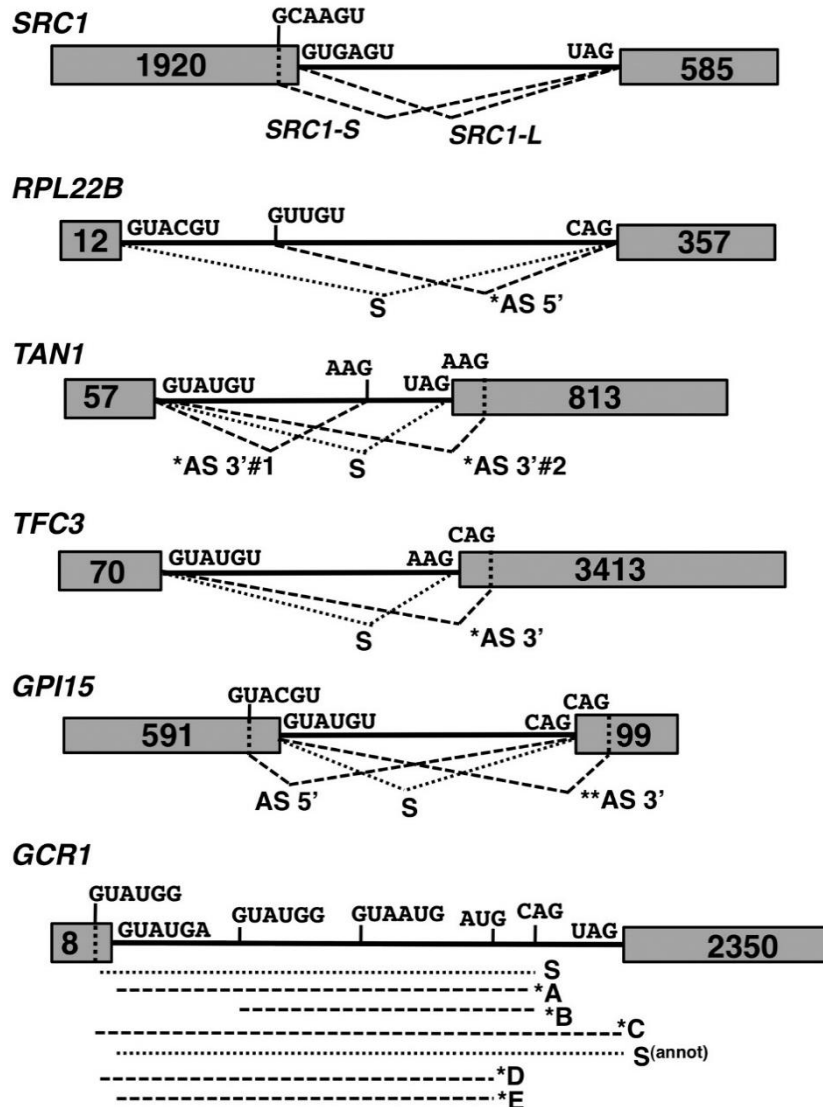 SRC1
GCAAGU
1920 GUGAGU UAG 585
SRC1-S SRC1-L
RPL22B
12 GUACGU GUUGU CAG 357
S *AS 5’
TAN1
AAG
57 GUAUGU AAG UAG 813
*AS 3’#1 S *AS 3’#2
TFC3
CAG
70 GUAUGU AAG 3413
S *AS 3’
GPI15
GUACGU CAG
591 GUAUGU CAG 99
AS 5’ S **AS 3’
GCR1
GUAUGG
8 GUAUGA GUAUGG GUAAUG AUG CAG UAG 2350
S
*A
*B
*C
S(annot)
*D
*E